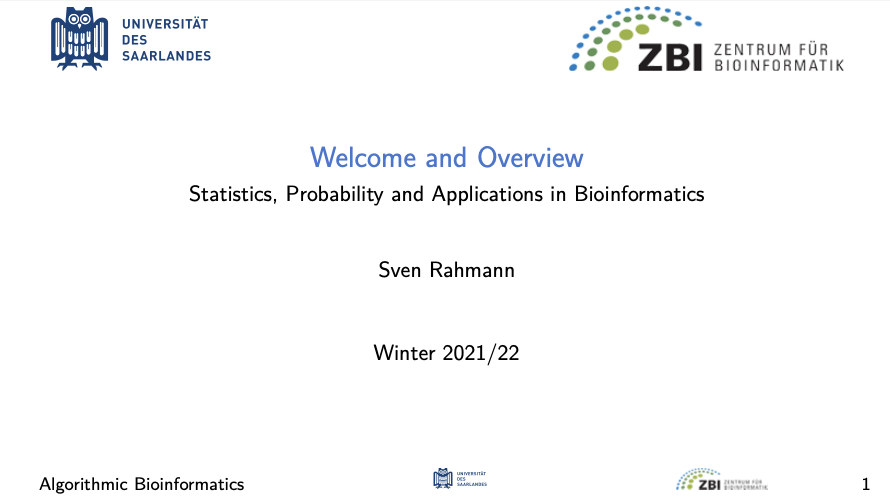 UNIVERSITÄT
DES
SAARLANDES
ZBI ZENTRUM FÜR
BIOINFORMATIK
Welcome and Overview
Statistics, Probability and Applications in Bioinformatics
Sven Rahmann
Winter 2021/22
Algorithmic Bioinformatics
UNIVERSITÄT
DES
SAARLANDES
ZBI ZENTRUM FÜR
BIOINFORMATIK
1